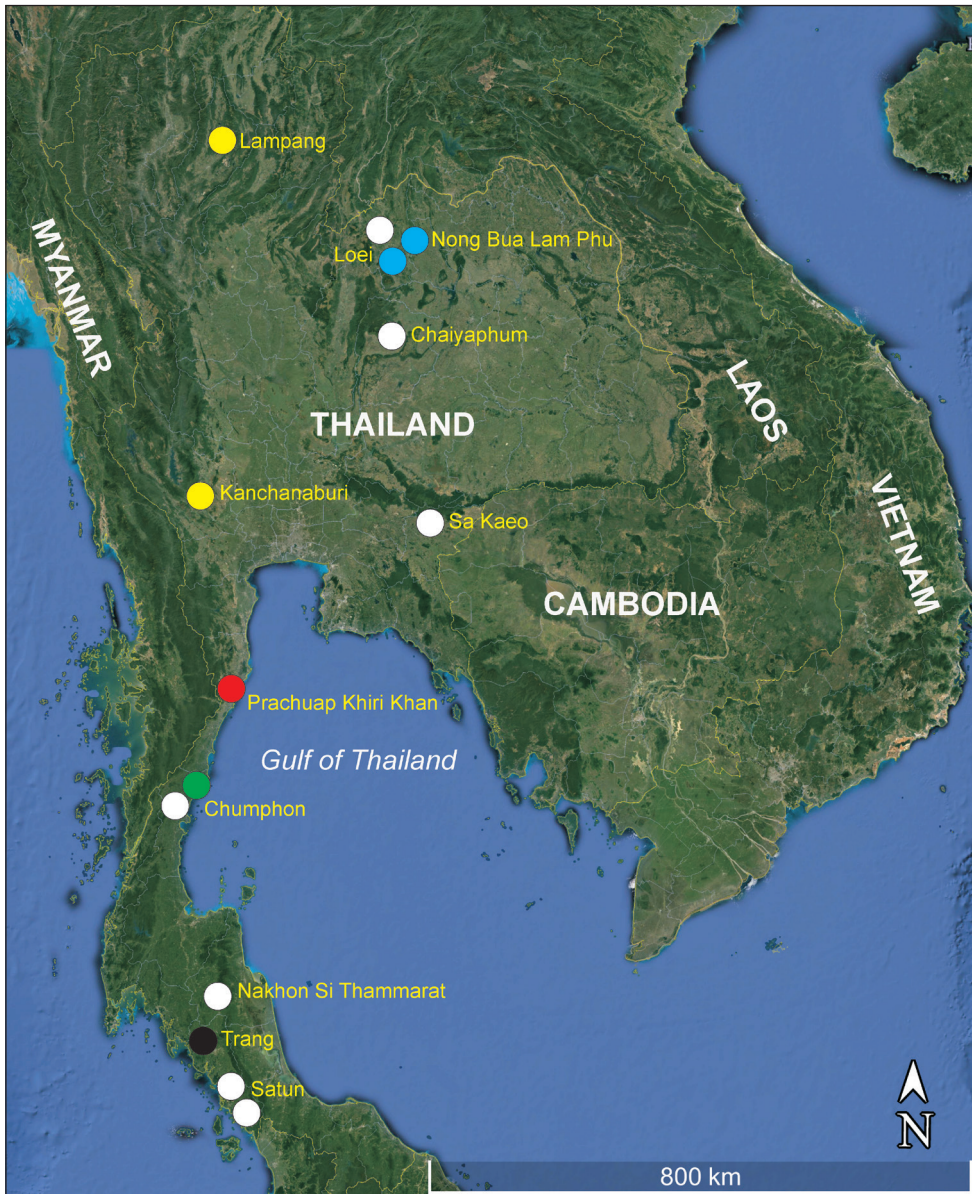 Lampang
MYANMAR
Nong Bua Lam Phu
Loei
Chaiyaphum
LAOS
THAILAND
Kanchanaburi
VIETNAM
Sa Kaeo
CAMBODIA
Prachuap Khiri Khan
Gulf of Thailand
Chumphon
Nakhon Si Thammarat
Trang
Satun
N
800 km